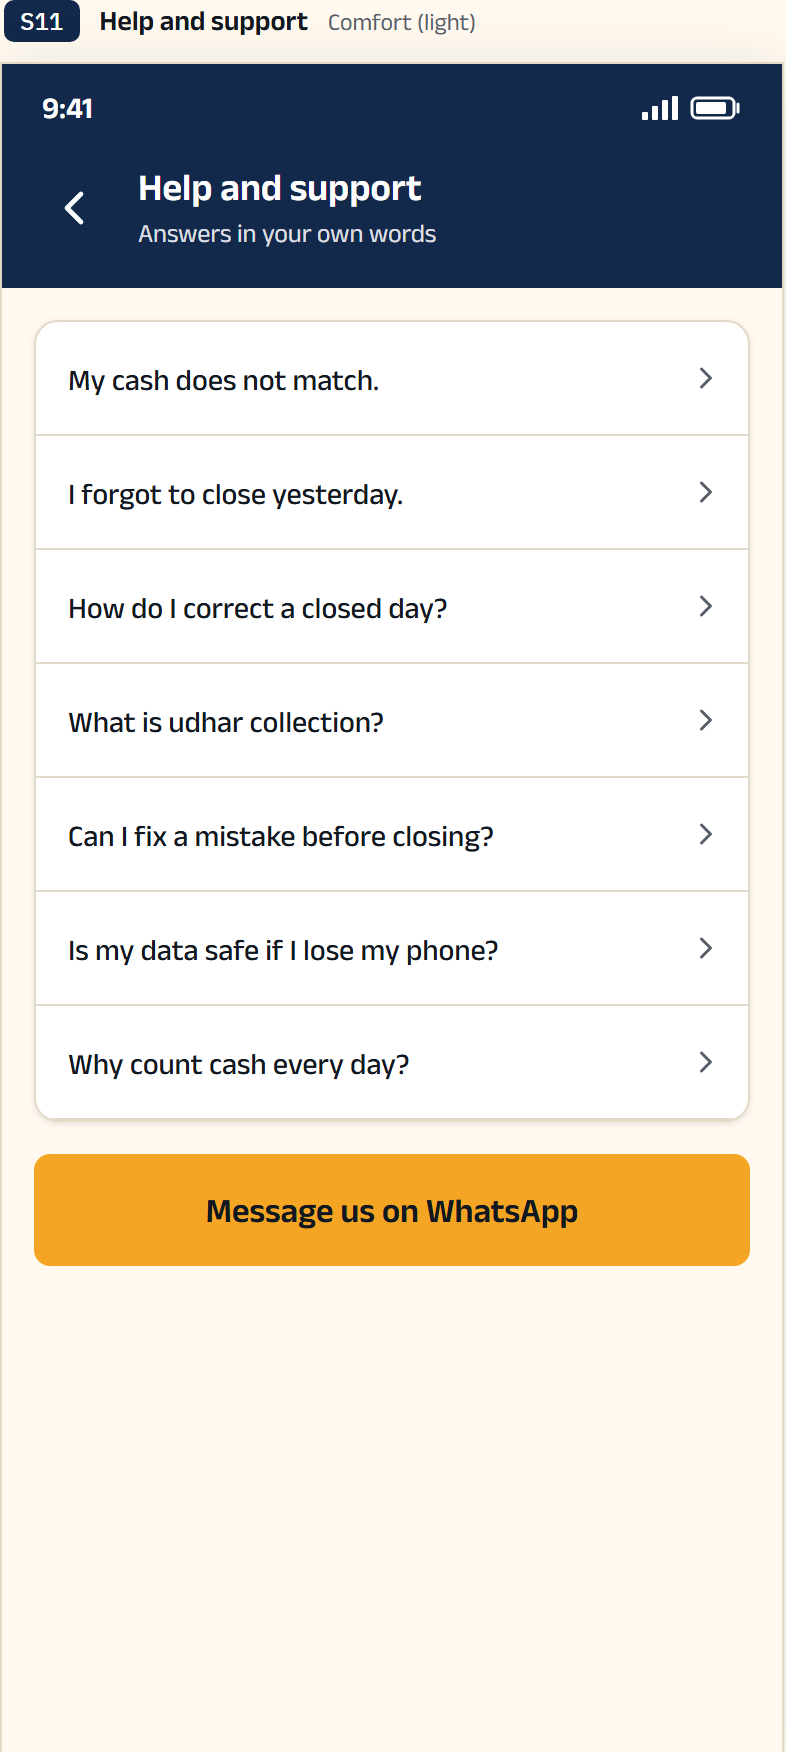 S11 Help and support Comfort (light)
9:41
Help and support
Answers in your own words
My cash does not match.
I forgot to close yesterday.
How do I correct a closed day?
What is udhar collection?
Can I fix a mistake before closing?
Is my data safe if I lose my phone?
Why count cash every day?
Message us on WhatsApp